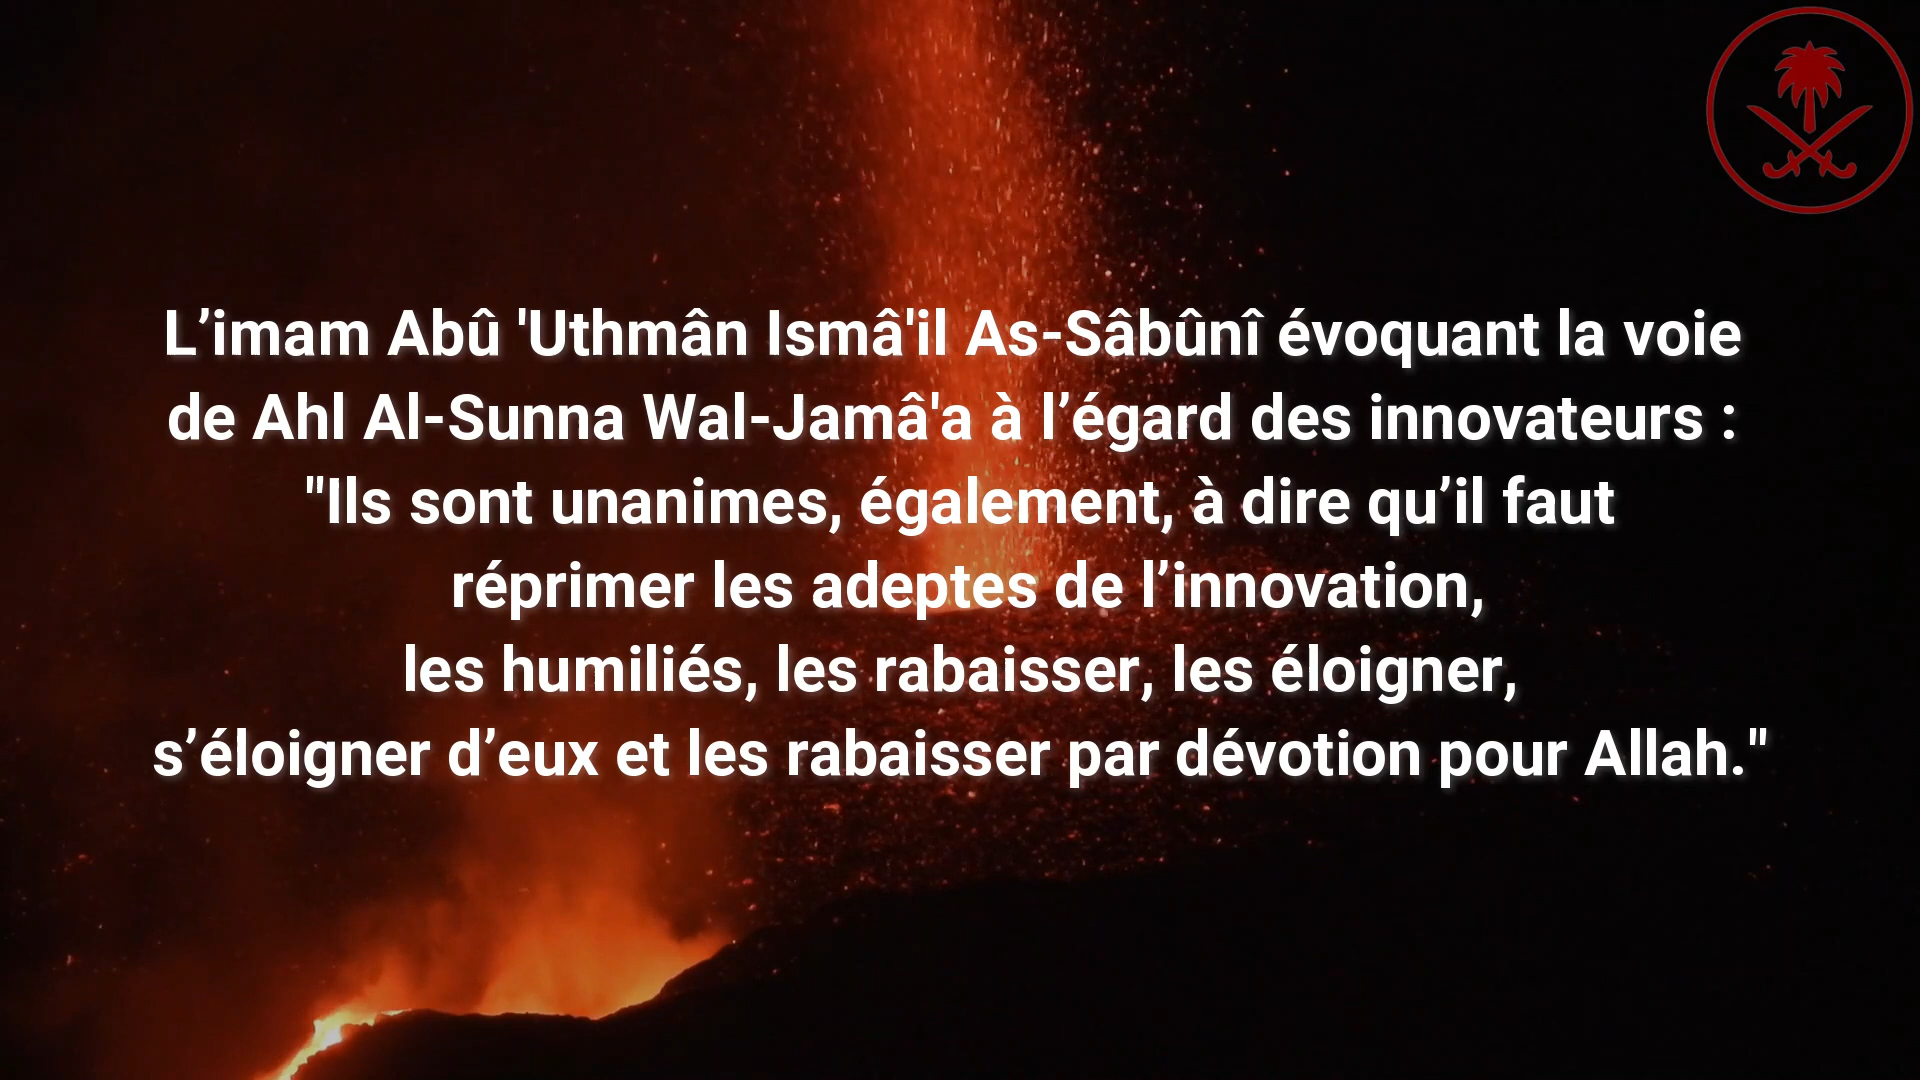 L’imam Abû 'Uthmân Ismâ'il As-Sâbûnî évoquant la voie
de Ahl Al-Sunna Wal-Jamâ'a à l’égard des innovateurs :
"Ils sont unanimes, également, à dire qu’il faut
réprimer les adeptes de l’innovation,
les humiliés, les rabaisser, les éloigner,
s’éloigner d’eux et les rabaisser par dévotion pour Allah."